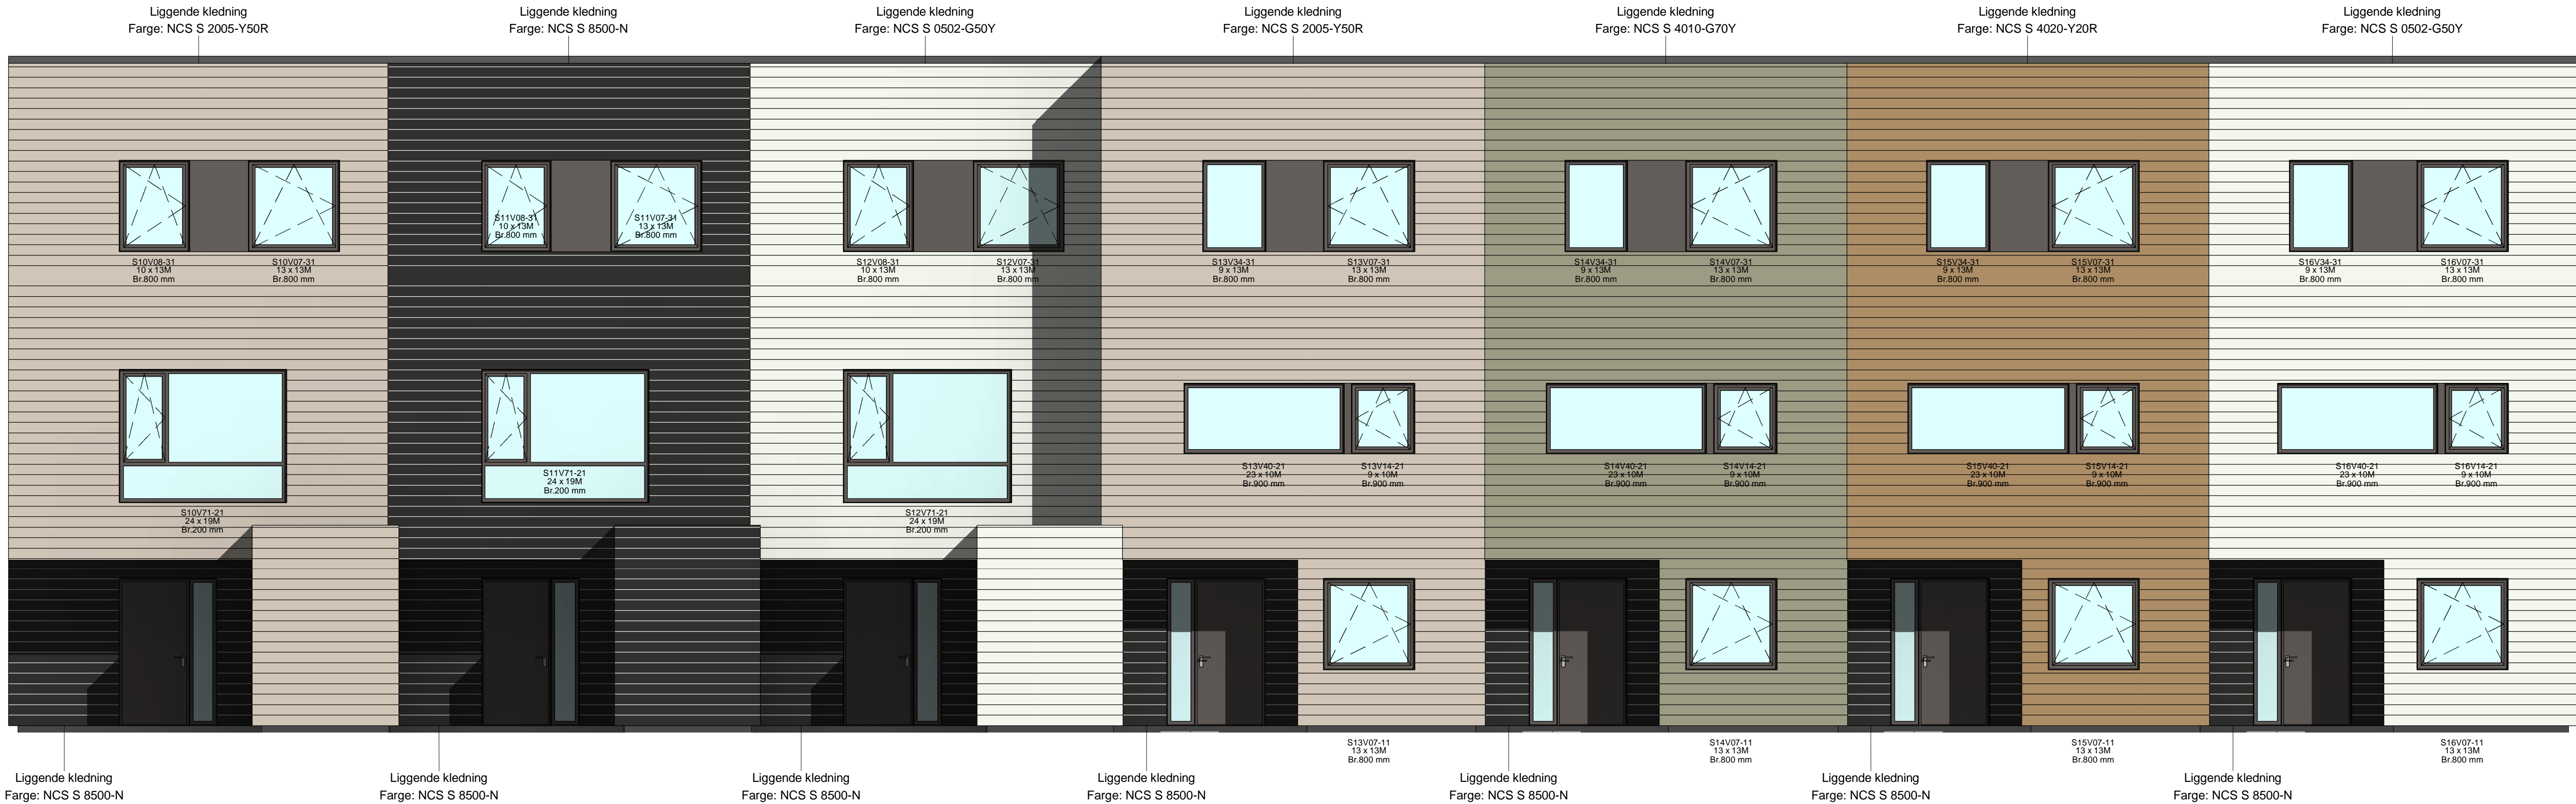 Liggende kledning
Farge: NCS S 2005-Y50R
Liggende kledning
Farge: NCS S 8500-N
Liggende kledning
Farge: NCS S 0502-G50Y
Liggende kledning
Farge: NCS S 2005-Y50R
Liggende kledning
Farge: NCS S 4010-G70Y
Liggende kledning
Farge: NCS S 4020-Y20R
Liggende kledning
Farge: NCS S 0502-G50Y
S10V08-31
10 x 13M
Br.800 mm
S10V07-31
13 x 13M
Br.800 mm
S11V08-31
10 x 13M
Br.800 mm
S11V07-31
13 x 13M
Br.800 mm
S12V08-31
10 x 13M
Br.800 mm
S12V07-31
13 x 13M
Br.800 mm
S13V34-31
9 x 13M
Br.800 mm
S13V07-31
13 x 13M
Br.800 mm
S14V34-31
9 x 13M
Br.800 mm
S14V07-31
13 x 13M
Br.800 mm
S15V34-31
9 x 13M
Br.800 mm
S15V07-31
13 x 13M
Br.800 mm
S16V34-31
9 x 13M
Br.800 mm
S16V07-31
13 x 13M
Br.800 mm
S10V71-21
24 x 19M
Br.200 mm
S11V71-21
24 x 19M
Br.200 mm
S12V71-21
24 x 19M
Br.200 mm
S13V40-21
23 x 10M
Br.900 mm
S13V14-21
9 x 10M
Br.900 mm
S14V40-21
23 x 10M
Br.900 mm
S14V14-21
9 x 10M
Br.900 mm
S15V40-21
23 x 10M
Br.900 mm
S15V14-21
9 x 10M
Br.900 mm
S16V40-21
23 x 10M
Br.900 mm
S16V14-21
9 x 10M
Br.900 mm
S13V07-11
13 x 13M
Br.800 mm
S14V07-11
13 x 13M
Br.800 mm
S15V07-11
13 x 13M
Br.800 mm
S16V07-11
13 x 13M
Br.800 mm
Liggende kledning
Farge: NCS S 8500-N
Liggende kledning
Farge: NCS S 8500-N
Liggende kledning
Farge: NCS S 8500-N
Liggende kledning
Farge: NCS S 8500-N
Liggende kledning
Farge: NCS S 8500-N
Liggende kledning
Farge: NCS S 8500-N
Liggende kledning
Farge: NCS S 8500-N